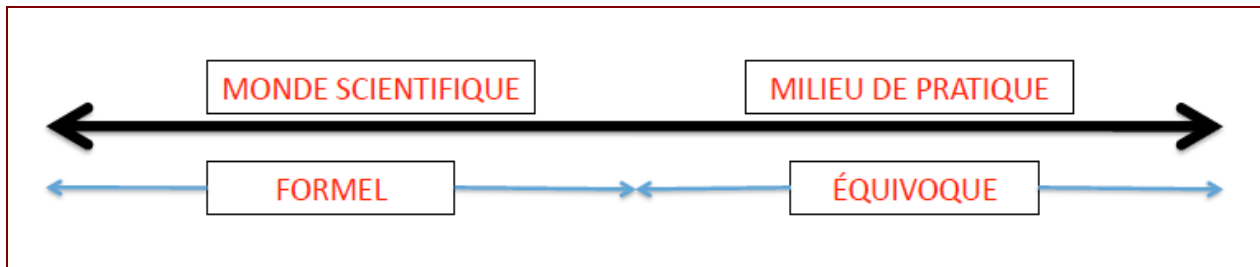 MONDE SCIENTIFIQUE
MILIEU DE PRATIQUE
FORMEL
ÉQUIVOQUE